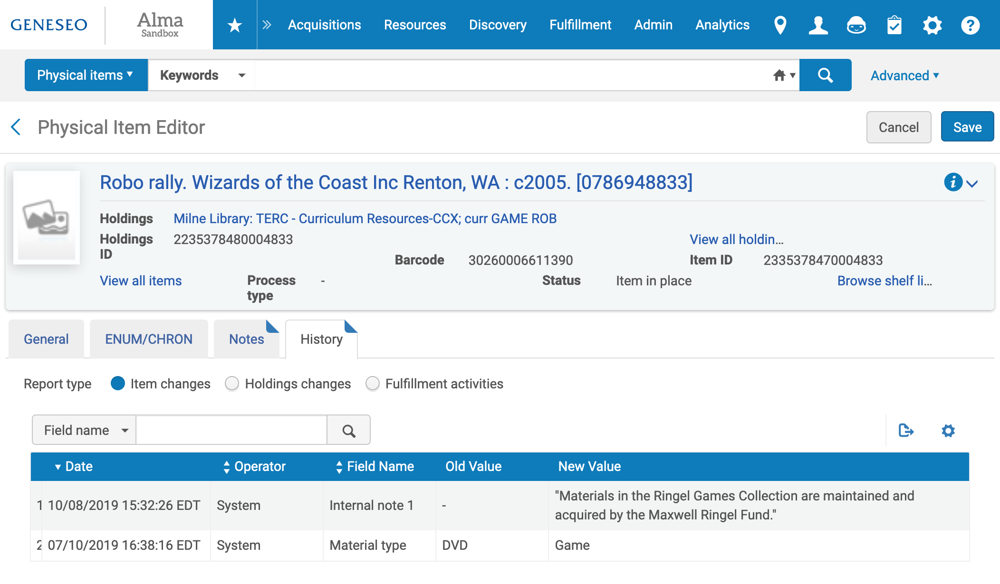 GENESEO
Alma
Sandbox
Acquisitions Resources Discovery Fulfillment Admin Analytics
Physical items Keywords Advanced
Physical Item Editor Cancel Save
Robo rally. Wizards of the Coast Inc Renton, WA : c2005. [0786948833]
Holdings Milne Library: TERC - Curriculum Resources-CCX; curr GAME ROB
Holdings ID 2235378480004833 View all holdin...
Barcode 30260006611390 Item ID 2335378470004833
View all items Process type - Status Item in place Browse shelf li...
General ENUM/CHRON Notes History
Report type Item changes Holdings changes Fulfillment activities
Field name
Date Operator Field Name Old Value New Value
1 10/08/2019 15:32:26 EDT System Internal note 1 - "Materials in the Ringel Games Collection are maintained and
acquired by the Maxwell Ringel Fund."
2 07/10/2019 16:38:16 EDT System Material type DVD Game